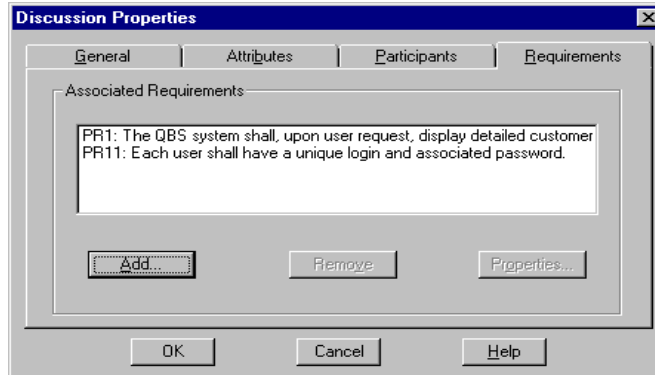 Discussion Properties
General Attributes Participants Requirements
Associated Requirements
PR1: The QBS system shall, upon user request, display detailed customer
PR11: Each user shall have a unique login and associated password.
Add... Remove Properties...
OK Cancel Help